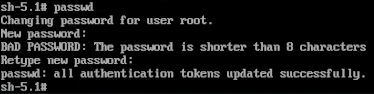 sh-5.1# passwd
Changing password for user root.
New password:
BAD PASSWORD: The password is shorter than 8 characters
Retype new password:
passwd: all authentication tokens updated successfully.
sh-5.1#